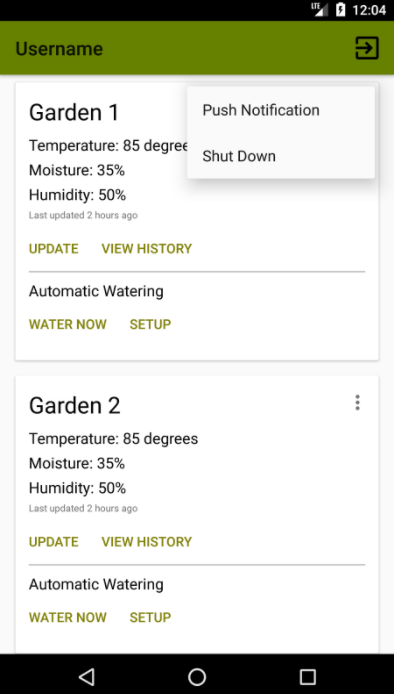 LTE 12:04
Username
Garden 1
Push Notification
Temperature: 85 degree
Shut Down
Moisture: 35%
Humidity: 50%
Last updated 2 hours ago
UPDATE VIEW HISTORY
Automatic Watering
WATER NOW SETUP
Garden 2
Temperature: 85 degrees
Moisture: 35%
Humidity: 50%
Last updated 2 hours ago
UPDATE VIEW HISTORY
Automatic Watering
WATER NOW SETUP